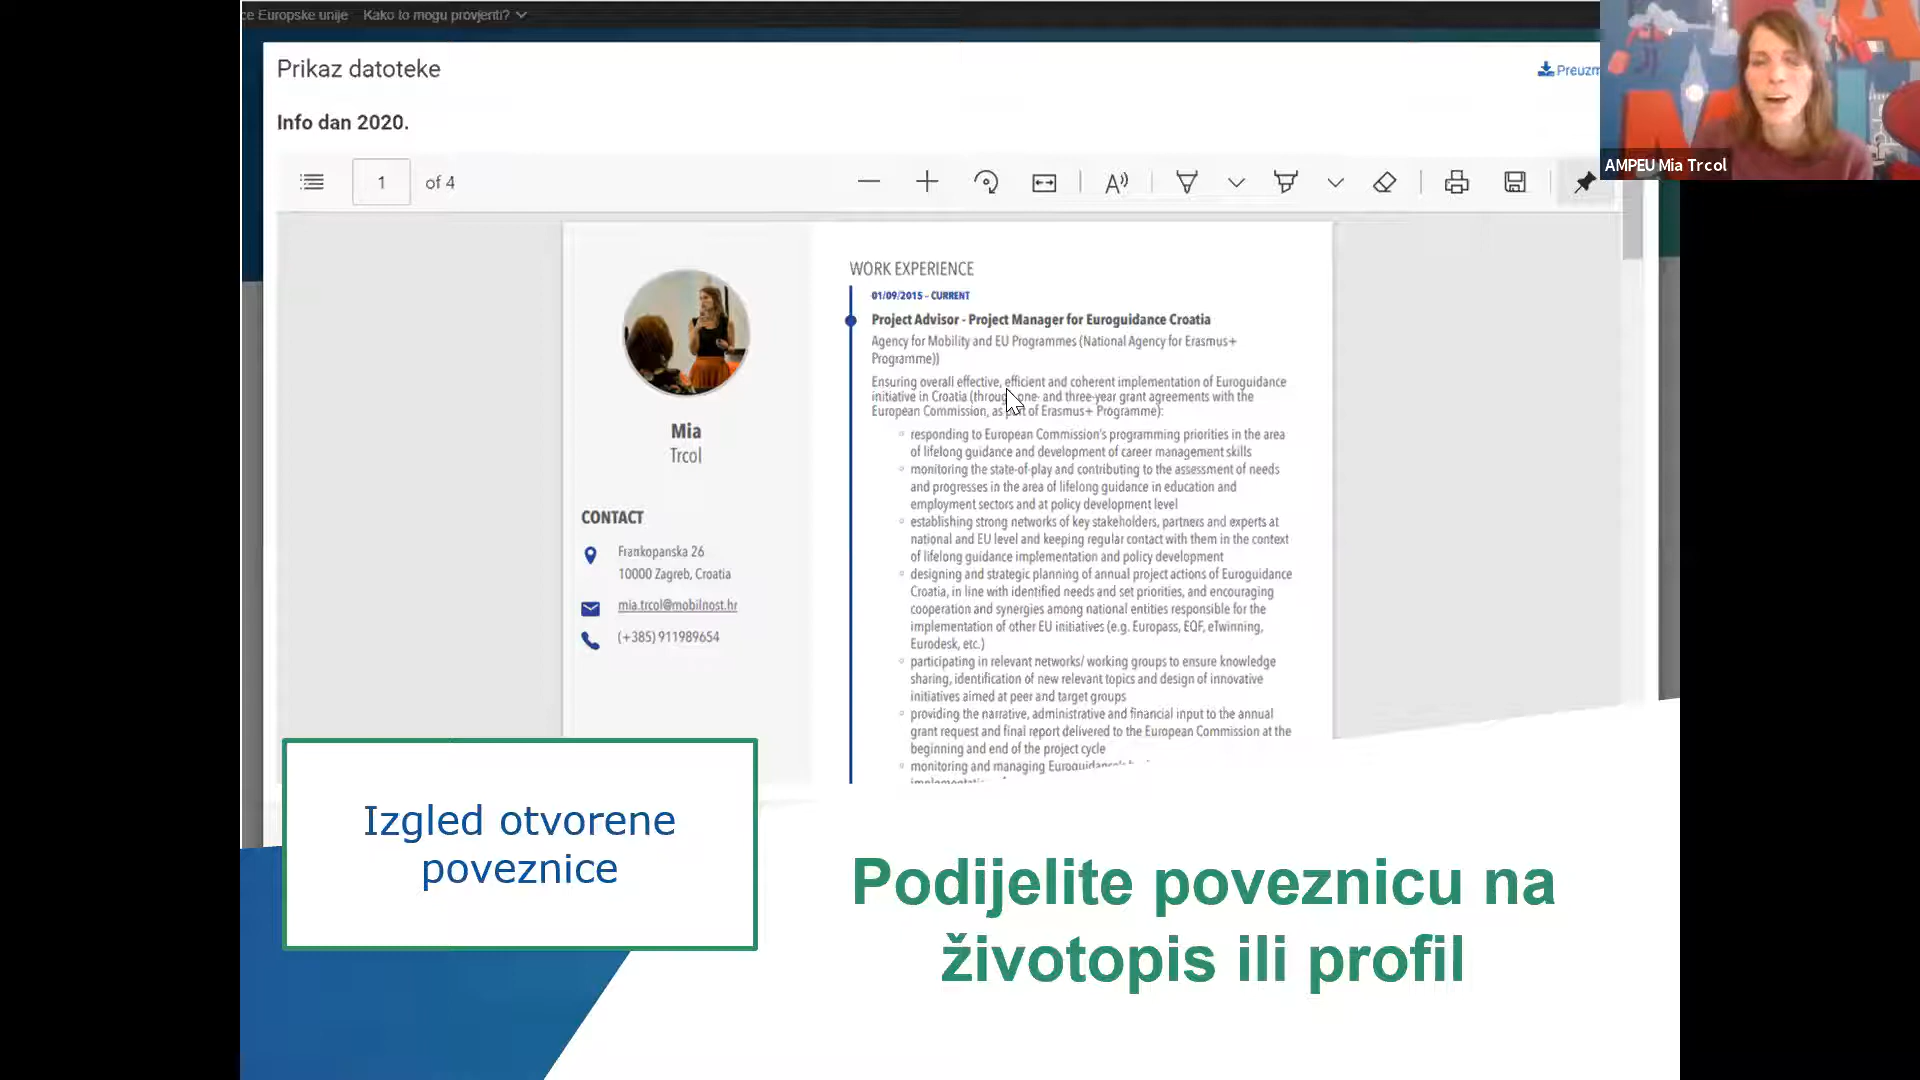 ce Europske unije Kako to mogu provjeriti?
Prikaz datoteke
Preuzm
Info dan 2020.
1 of 4
AMPEU Mia Trcol
Mia
Trcol
CONTACT
Frankopanska 26
10000 Zagreb, Croatia
mia.trcol@mobilnost.hr
(+385) 911989654
WORK EXPERIENCE
01/09/2015 – CURRENT
Project Advisor - Project Manager for Euroguidance Croatia
Agency for Mobility and EU Programmes (National Agency for Erasmus+
Programme))
Ensuring overall effective, efficient and coherent implementation of Euroguidance
initiative in Croatia (through one- and three-year grant agreements with the
European Commission, as part of Erasmus+ Programme):
responding to European Commission's programming priorities in the area
of lifelong guidance and development of career management skills
monitoring the state-of-play and contributing to the assessment of needs
and progresses in the area of lifelong guidance in education and
employment sectors and at policy development level
establishing strong networks of key stakeholders, partners and experts at
national and EU level and keeping regular contact with them in the context
of lifelong guidance implementation and policy development
designing and strategic planning of annual project actions of Euroguidance
Croatia, in line with identified needs and set priorities, and encouraging
cooperation and synergies among national entities responsible for the
implementation of other EU initiatives (e.g. Europass, EQF, eTwinning,
Eurodesk, etc.)
participating in relevant networks/ working groups to ensure knowledge
sharing, identification of new relevant topics and design of innovative
initiatives aimed at peer and target groups
providing the narrative, administrative and financial input to the annual
grant request and final report delivered to the European Commission at the
beginning and end of the project cycle
monitoring and managing
Izgled otvorene
poveznice
Podijelite poveznicu na
životopis ili profil